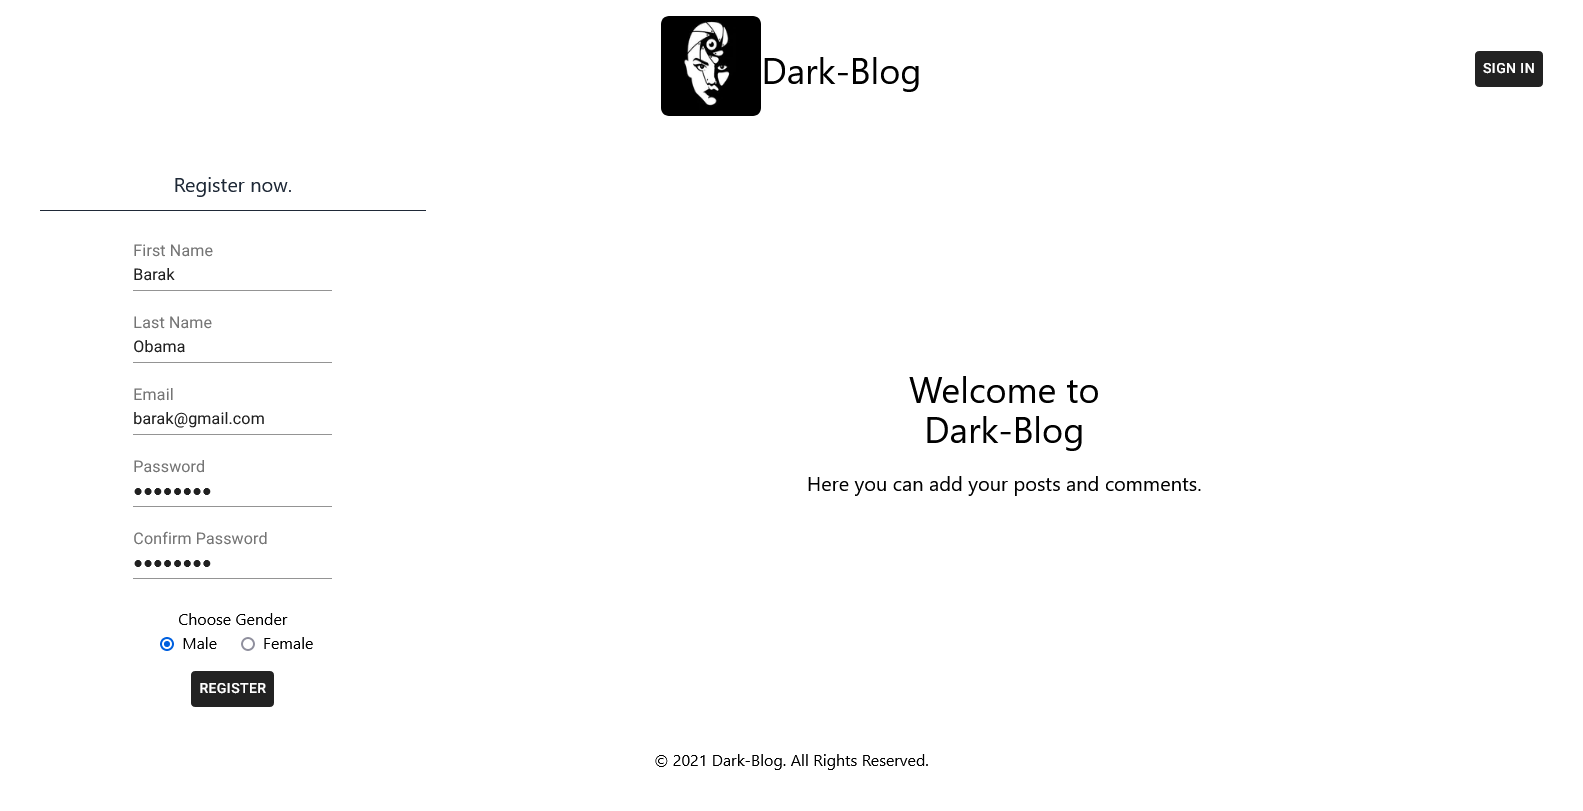 Dark-Blog
SIGN IN
Register now.
First Name
Barak
Last Name
Obama
Email
barak@gmail.com
Password
●●●●●●●●
Confirm Password
●●●●●●●●
Choose Gender
Male Female
REGISTER
Welcome to
Dark-Blog
Here you can add your posts and comments.
© 2021 Dark-Blog. All Rights Reserved.